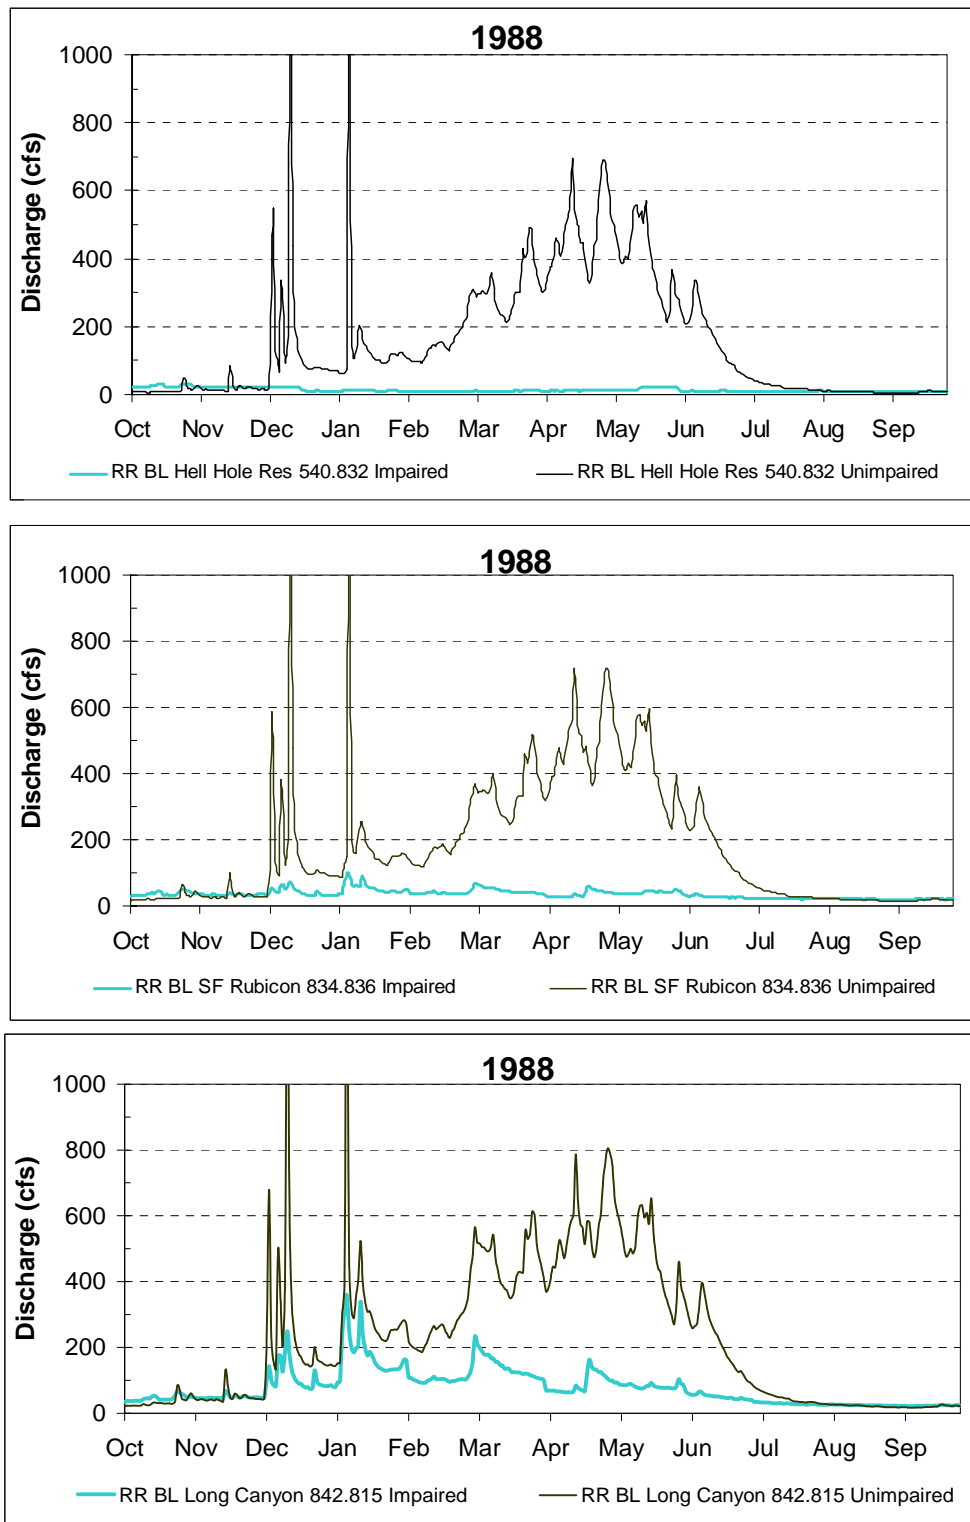 1988
1000
800
600
400
200
0
Discharge (cfs)
Oct Nov Dec Jan Feb Mar Apr May Jun Jul Aug Sep
RR BL Hell Hole Res 540.832 Impaired RR BL Hell Hole Res 540.832 Unimpaired
1988
1000
800
600
400
200
0
Discharge (cfs)
Oct Nov Dec Jan Feb Mar Apr May Jun Jul Aug Sep
RR BL SF Rubicon 834.836 Impaired RR BL SF Rubicon 834.836 Unimpaired
1988
1000
800
600
400
200
0
Discharge (cfs)
Oct Nov Dec Jan Feb Mar Apr May Jun Jul Aug Sep
RR BL Long Canyon 842.815 Impaired RR BL Long Canyon 842.815 Unimpaired